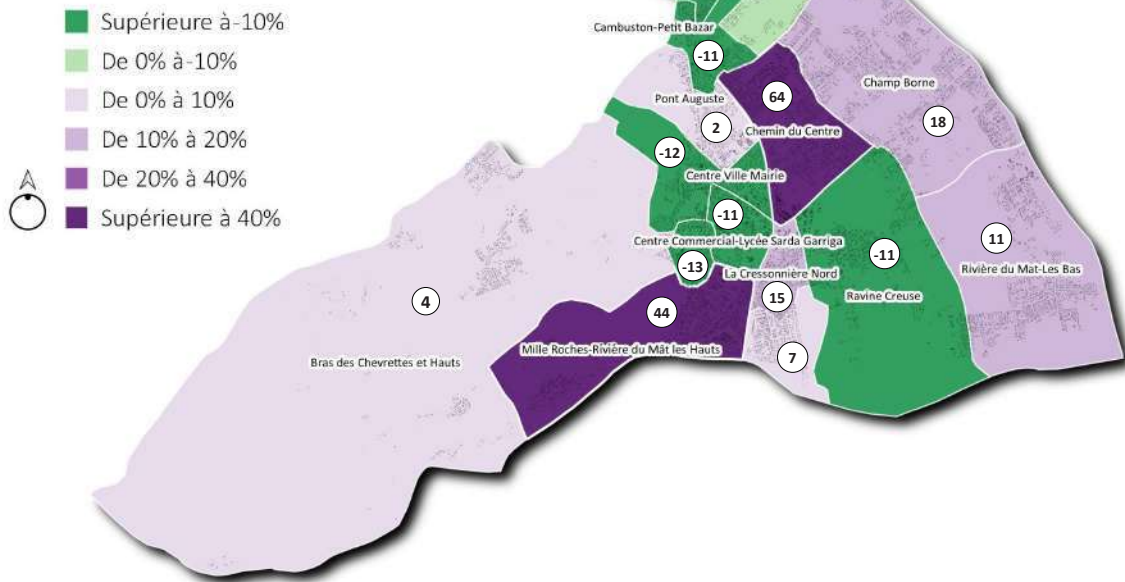 Supérieure à-10%
De 0% à-10%
De 0% à 10%
De 10% à 20%
De 20% à 40%
Supérieure à 40%
Cambuston-Petit Bazar
-11
Champ Borne
64
Pont Auguste
18
2
Chemin du Centre
-12
Centre Ville Mairie
-11
Centre Commercial-Lycée Sarda Garriga
11
-11
-13
La Cressonnière Nord
Rivière du Mat-Les Bas
15
Ravine Creuse
4
44
Mille Roches-Rivière du Mât les Hauts
7
Bras des Chevrettes et Hauts